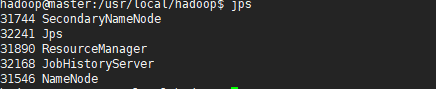 hadoop@master:/usr/local/hadoop$ jps
31744 SecondaryNameNode
32241 Jps
31890 ResourceManager
32168 JobHistoryServer
31546 NameNode